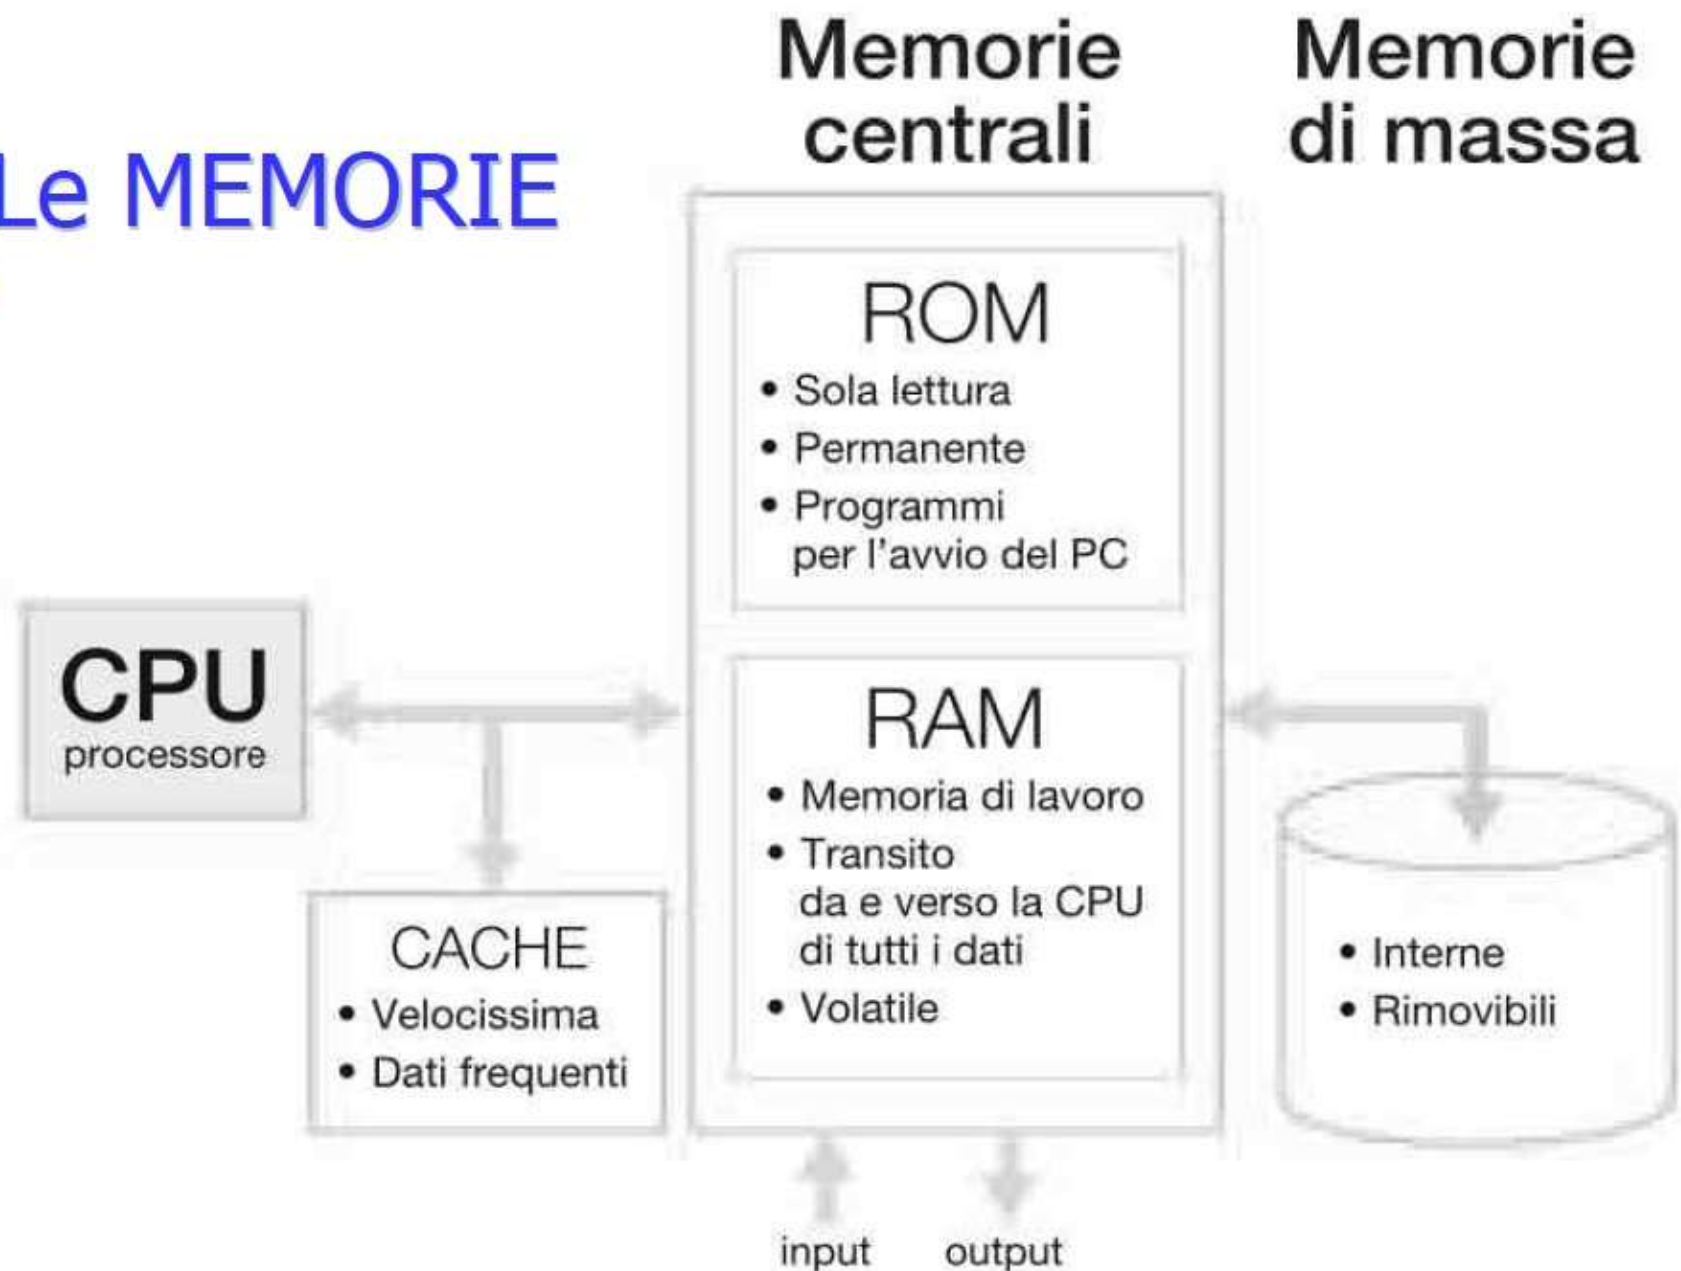 Le MEMORIE
Memorie
centrali
Memorie
di massa
ROM
• Sola lettura
• Permanente
• Programmi
per l'avvio del PC
CPU
processore
RAM
• Memoria di lavoro
• Transito
da e verso la CPU
di tutti i dati
• Volatile
CACHE
• Velocissima
• Dati frequenti
• Interne
• Rimovibili
input
output